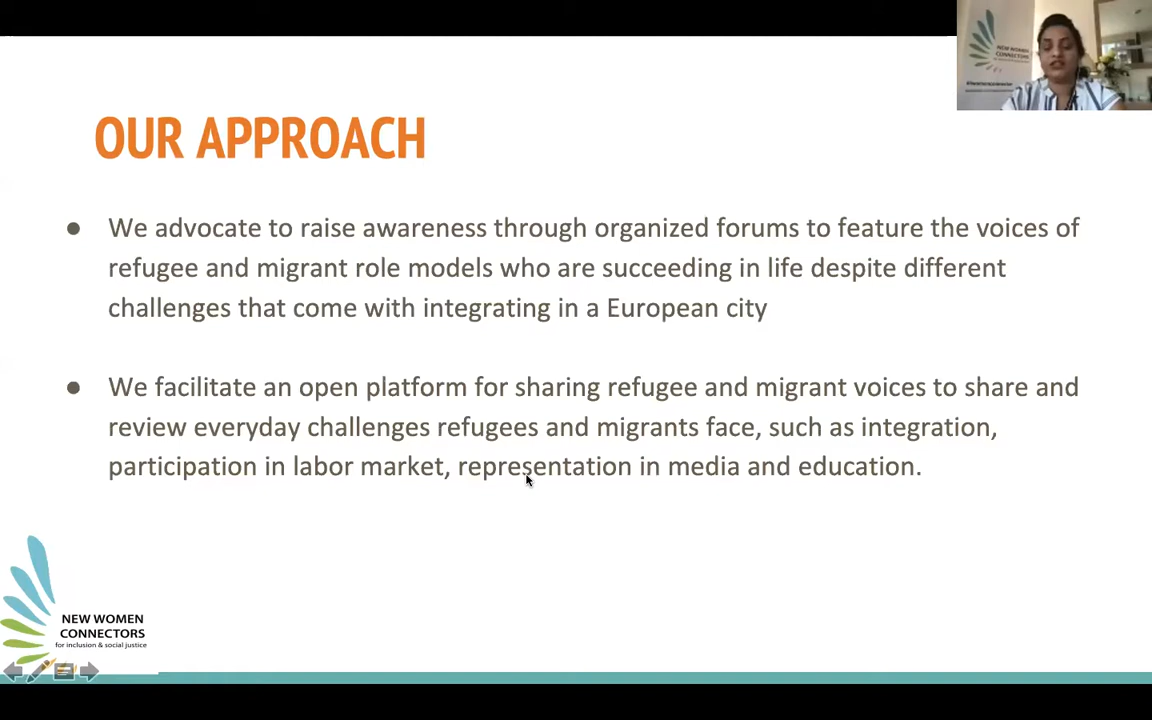 NEW WOMEN
CONNECTORS
OUR APPROACH
● We advocate to raise awareness through organized forums to feature the voices of
refugee and migrant role models who are succeeding in life despite different
challenges that come with integrating in a European city
● We facilitate an open platform for sharing refugee and migrant voices to share and
review everyday challenges refugees and migrants face, such as integration,
participation in labor market, representation in media and education.
NEW WOMEN
CONNECTORS
for inclusion & social justice